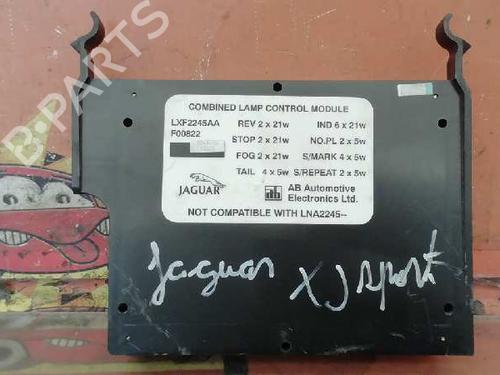 B-PARTS
COMBINED LAMP CONTROL MODULE
LXF2245AA REV 2 x 21w IND 6 x 21w
F00822 STOP 2 x 21w NO.PL 2 x 5w
FOG 2 x 21w S/MARK 4 x 5w
TAIL 4 x 5w S/REPEAT 2 x 5w
JAGUAR ab AB Automotive
Electronics Ltd.
NOT COMPATIBLE WITH LNA2245--
Jaguar XJ sport